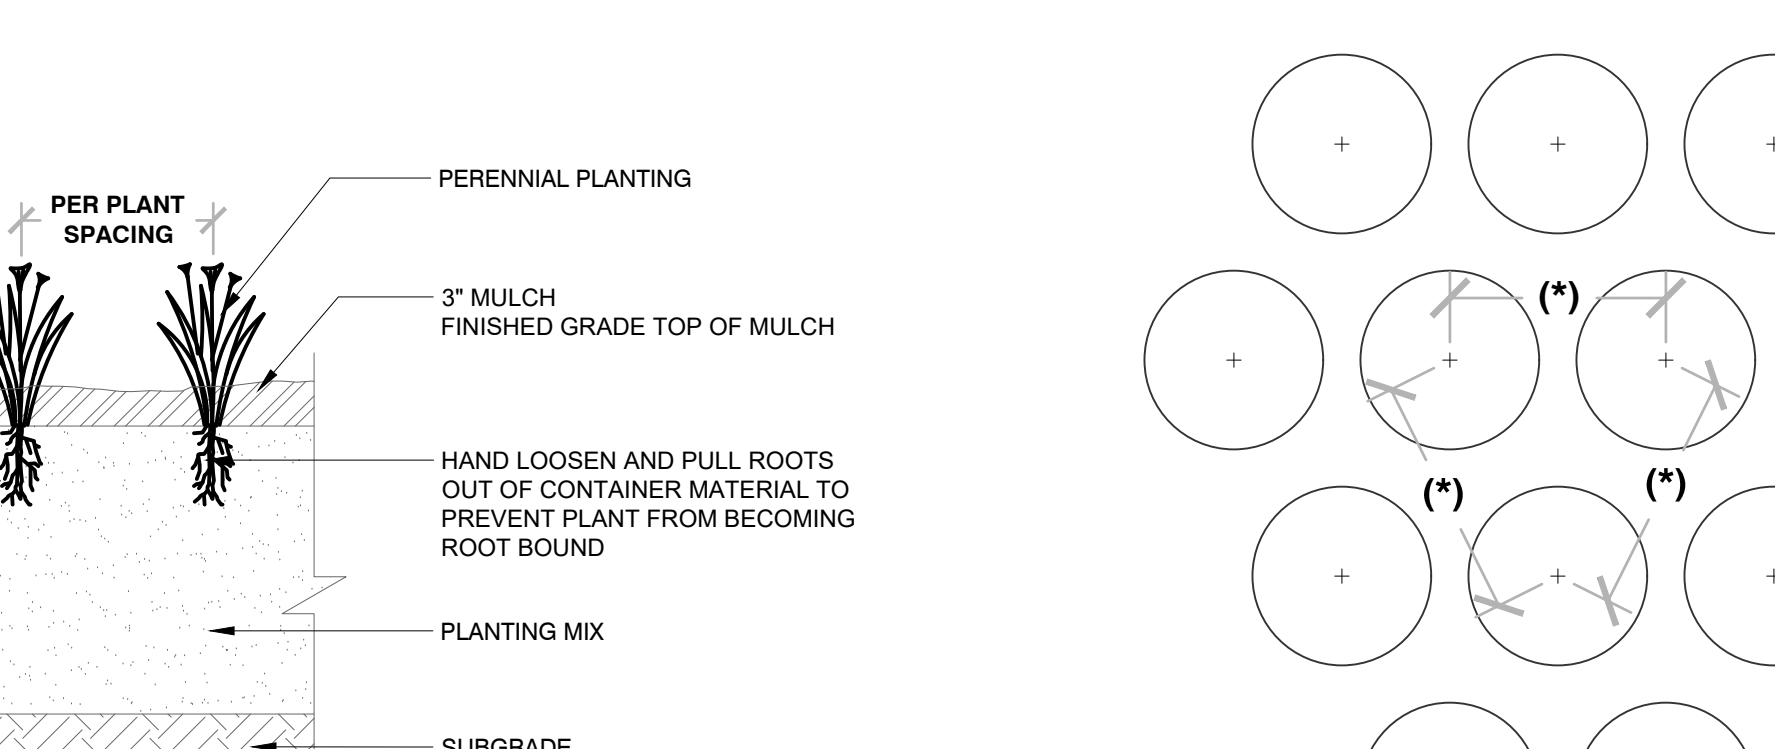 PER PLANT
SPACING
PERENNIAL PLANTING
3" MULCH
FINISHED GRADE TOP OF MULCH
HAND LOOSEN AND PULL ROOTS
OUT OF CONTAINER MATERIAL TO
PREVENT PLANT FROM BECOMING
ROOT BOUND
PLANTING MIX
SUBGRADE
(*)
(*)
(*)